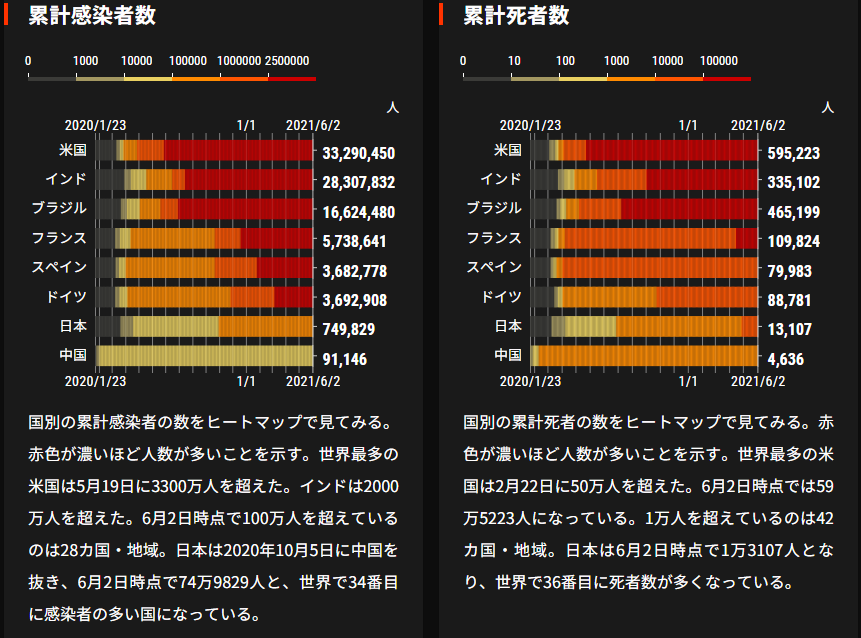 累計感染者数
0 1000 10000 100000 1000000 2500000
人
2020/1/23 1/1 2021/6/2
米国 33,290,450
インド 28,307,832
ブラジル 16,624,480
フランス 5,738,641
スペイン 3,682,778
ドイツ 3,692,908
日本 749,829
中国 91,146
2020/1/23 1/1 2021/6/2
国別の累計感染者の数をヒートマップで見てみる。
赤色が濃いほど人数が多いことを示す。世界最多の
米国は5月19日に3300万人を超えた。インドは2000
万人を超えた。6月2日時点で100万人を超えている
のは28カ国・地域。日本は2020年10月5日に中国を
抜き、6月2日時点で74万9829人と、世界で34番目
に感染者の多い国になっている。
累計死者数
0 10 100 1000 10000 100000
人
2020/1/23 1/1 2021/6/2
米国 595,223
インド 335,102
ブラジル 465,199
フランス 109,824
スペイン 79,983
ドイツ 88,781
日本 13,107
中国 4,636
2020/1/23 1/1 2021/6/2
国別の累計死者の数をヒートマップで見てみる。赤
色が濃いほど人数が多いことを示す。世界最多の米
国は2月22日に50万人を超えた。6月2日時点では59
万5223人になっている。1万人を超えているのは42
カ国・地域。日本は6月2日時点で1万3107人とな
り、世界で36番目に死者数が多くなっている。